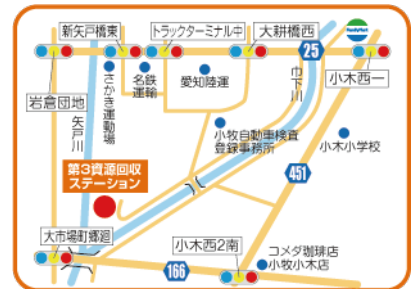 新矢戸橋東
トラックターミナル中
大耕橋西
FamilyMart
25
岩倉団地
さかき運動場
名鉄
運輸
愛知陸運
巾下川
小木西一
矢戸川
小牧自動車検査
登録事務所
小木小学校
第3資源回収
ステーション
451
大市場町郷廻
小木西2南
コメダ珈琲店
小牧小木店
166